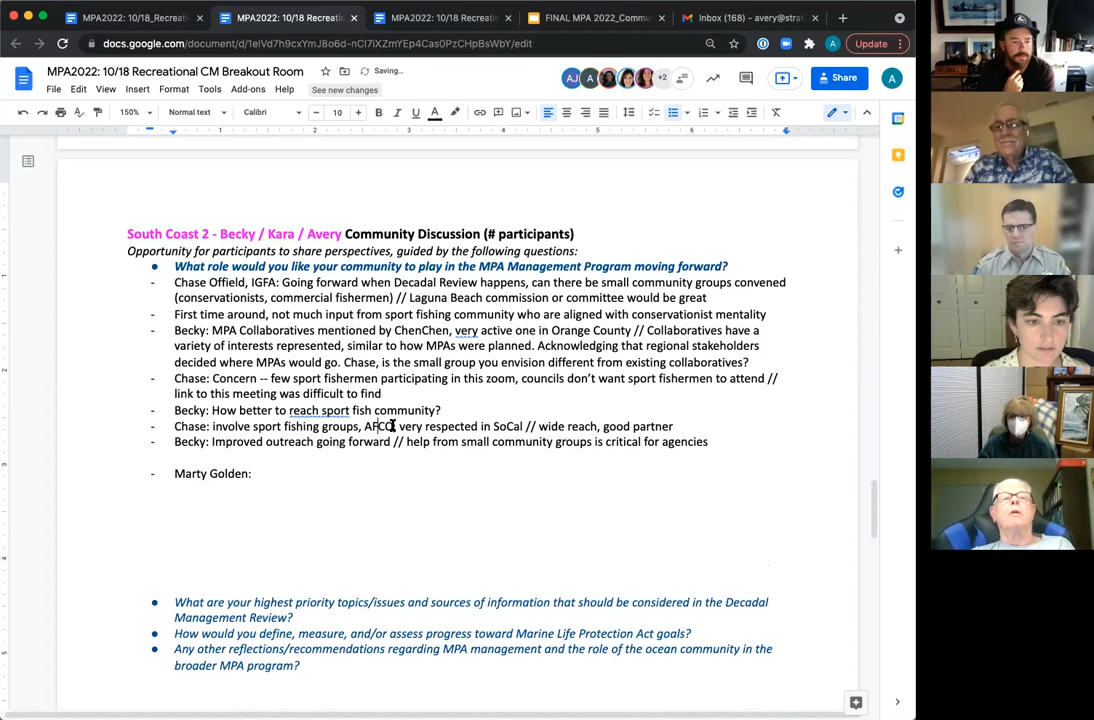 MPA2022: 10/18_Recreati
MPA2022: 10/18 Recreatio
MPA2022: 10/18 Recreatic
FINAL MPA 2022_Commu
Inbox (168) – avery@strat
docs.google.com/document/d/1elVd7h9cxYmJ8o6d-nCl7iXZmYEp4Cas0PzCHpBsWbY/edit
A
Update
MPA2022: 10/18 Recreational CM Breakout Room
Saving...
File Edit View Insert Format Tools Add-ons Help See new changes
AJ A +2
Share
A
150% Normal text Calibri 10 B I U A
1 2 3 4 5 6 7
South Coast 2 - Becky / Kara / Avery Community Discussion (# participants)
Opportunity for participants to share perspectives, guided by the following questions:
● What role would you like your community to play in the MPA Management Program moving forward?
- Chase Offield, IGFA: Going forward when Decadal Review happens, can there be small community groups convened
(conservationists, commercial fishermen) // Laguna Beach commission or committee would be great
- First time around, not much input from sport fishing community who are aligned with conservationist mentality
- Becky: MPA Collaboratives mentioned by ChenChen, very active one in Orange County // Collaboratives have a
variety of interests represented, similar to how MPAs were planned. Acknowledging that regional stakeholders
decided where MPAs would go. Chase, is the small group you envision different from existing collaboratives?
- Chase: Concern -- few sport fishermen participating in this zoom, councils don't want sport fishermen to attend //
link to this meeting was difficult to find
- Becky: How better to reach sport fish community?
- Chase: involve sport fishing groups, AFCO very respected in SoCal // wide reach, good partner
- Becky: Improved outreach going forward // help from small community groups is critical for agencies
- Marty Golden:
● What are your highest priority topics/issues and sources of information that should be considered in the Decadal
Management Review?
● How would you define, measure, and/or assess progress toward Marine Life Protection Act goals?
● Any other reflections/recommendations regarding MPA management and the role of the ocean community in the
broader MPA program?